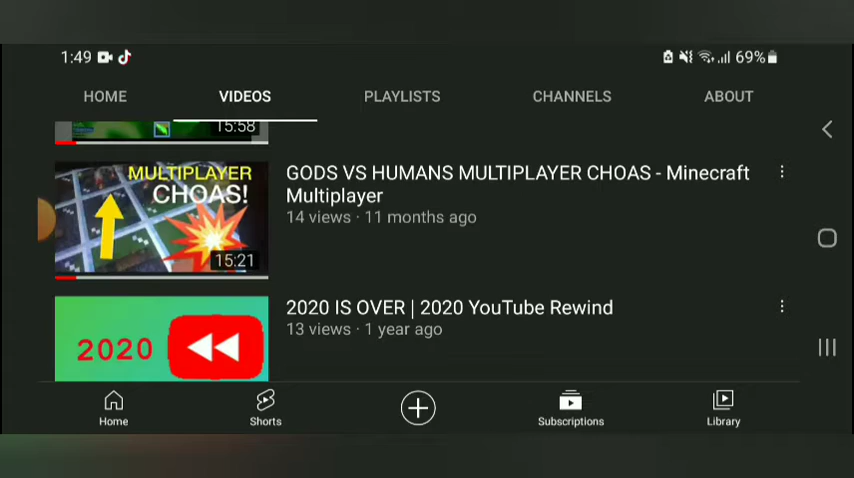 1:49
69%
HOME VIDEOS PLAYLISTS CHANNELS ABOUT
15:58
MULTIPLAYER
CHOAS!
15:21
GODS VS HUMANS MULTIPLAYER CHOAS - Minecraft
Multiplayer
14 views · 11 months ago
2020
2020 IS OVER | 2020 YouTube Rewind
13 views · 1 year ago
Home Shorts Subscriptions Library